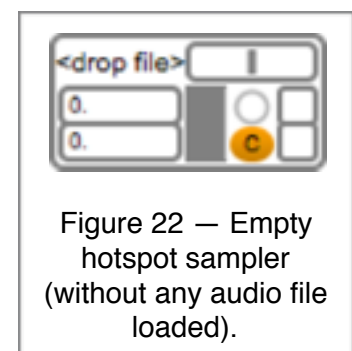 <drop file>
0.
0. C
Figure 22 — Empty
hotspot sampler
(without any audio file
loaded).